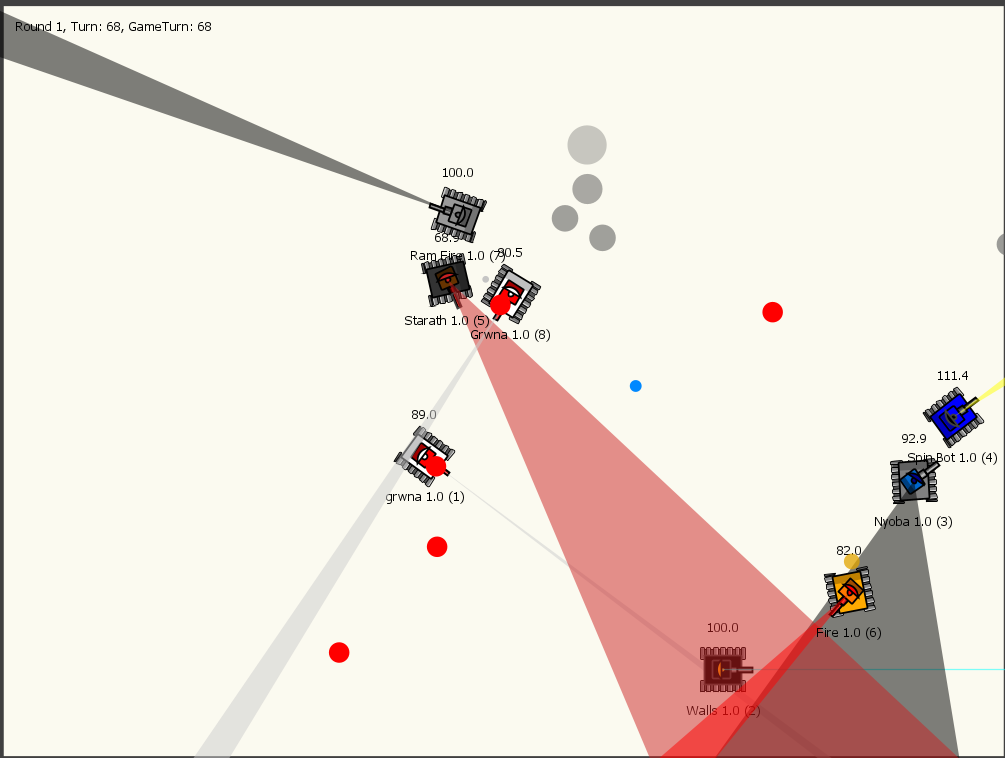 Round 1, Turn: 68, GameTurn: 68
100.0
68.9
Ram Fire 1.0 (7)
80.5
Starath 1.0 (5)
Grwna 1.0 (8)
111.4
89.0
92.9
Spin Bot 1.0 (4)
grwna 1.0 (1)
Nyoba 1.0 (3)
82.0
100.0
Fire 1.0 (6)
Walls 1.0 (2)